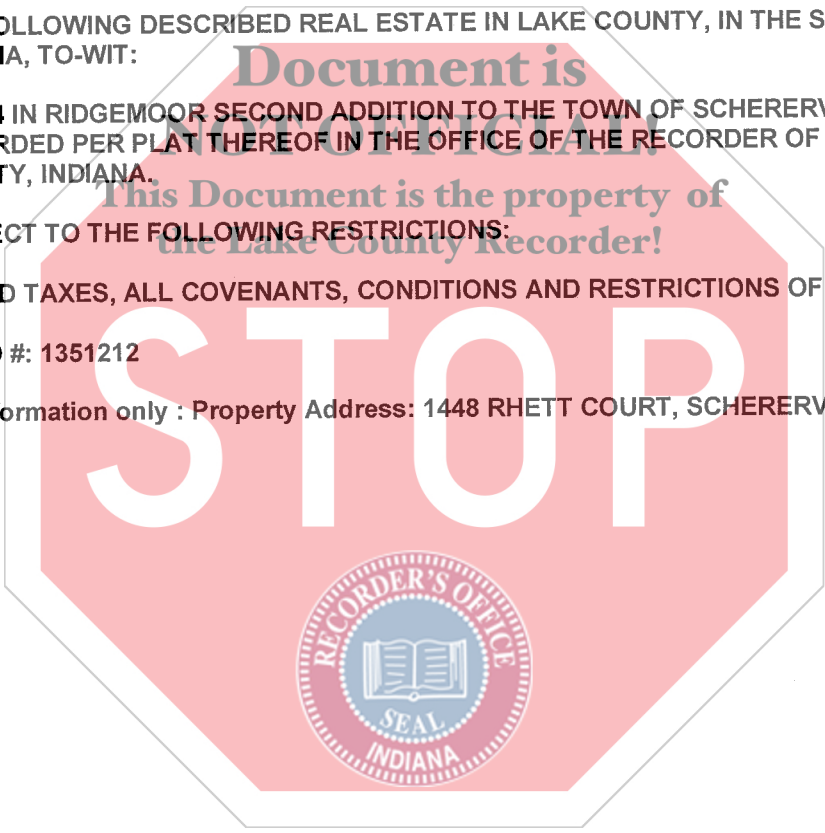 OLLOWING DESCRIBED REAL ESTATE IN LAKE COUNTY, IN THE S
IA, TO-WIT:
Document is
4 IN RIDGEMOOR SECOND ADDITION TO THE TOWN OF SCHERERV
NOT OFFICIAL!
RDED PER PLAT THEREOF IN THE OFFICE OF THE RECORDER OF
TY, INDIANA.
This Document is the property of
ECT TO THE FOLLOWING RESTRICTIONS:
the Lake County Recorder!
D TAXES, ALL COVENANTS, CONDITIONS AND RESTRICTIONS OF
#: 1351212
ormation only : Property Address: 1448 RHETT COURT, SCHERERV
STOP
RECORDER'S OFFICE
SEAL
INDIANA